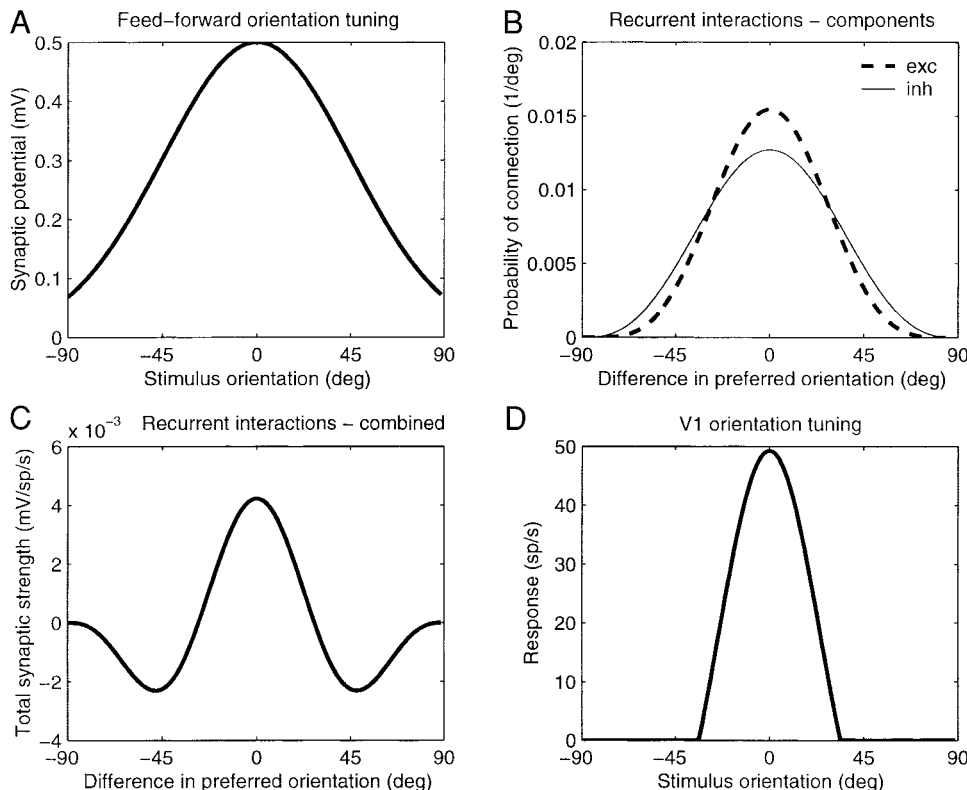 A
Feed-forward orientation tuning
0.5
0.4
0.3
0.2
0.1
0
Synaptic potential (mV)
-90
-45
0
45
90
Stimulus orientation (deg)
B
Recurrent interactions - components
0.02
0.015
0.01
0.005
0
Probability of connection (1/deg)
exc
inh
-90
-45
0
45
90
Difference in preferred orientation (deg)
C
x 10^-3
Recurrent interactions - combined
6
4
2
0
-2
-4
Total synaptic strength (mV/sp/s)
-90
-45
0
45
90
Difference in preferred orientation (deg)
D
V1 orientation tuning
50
40
30
20
10
0
Response (sp/s)
-90
-45
0
45
90
Stimulus orientation (deg)